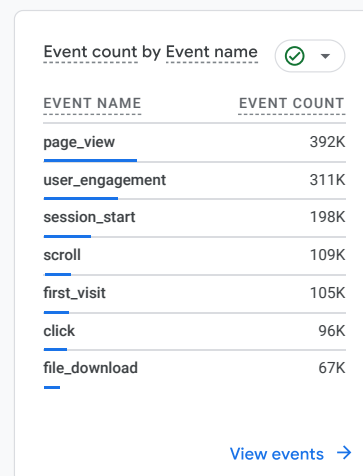 Event count by Event name
EVENT NAME EVENT COUNT
page_view 392K
user_engagement 311K
session_start 198K
scroll 109K
first_visit 105K
click 96K
file_download 67K
View events